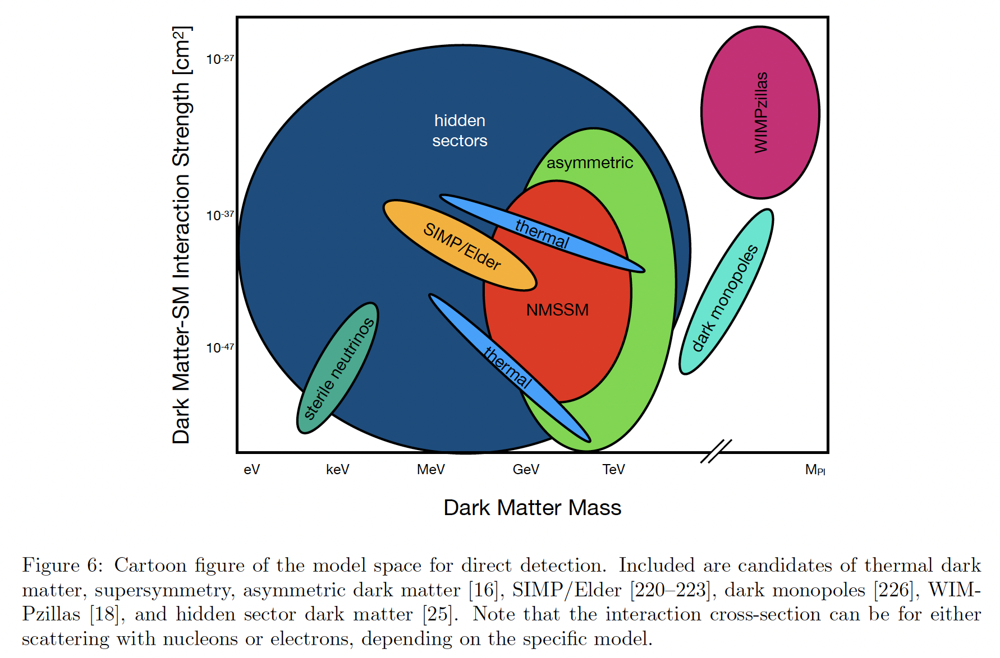 Dark Matter-SM Interaction Strength [cm2]
10-27
10-37
10-47
hidden
sectors
asymmetric
WIMPzillas
thermal
SIMP/Elder
NMSSM
dark monopoles
sterile neutrinos
thermal
eV keV MeV GeV TeV MPl
Dark Matter Mass
Figure 6: Cartoon figure of the model space for direct detection. Included are candidates of thermal dark
matter, supersymmetry, asymmetric dark matter [16], SIMP/Elder [220–223], dark monopoles [226], WIM-
Pzillas [18], and hidden sector dark matter [25]. Note that the interaction cross-section can be for either
scattering with nucleons or electrons, depending on the specific model.